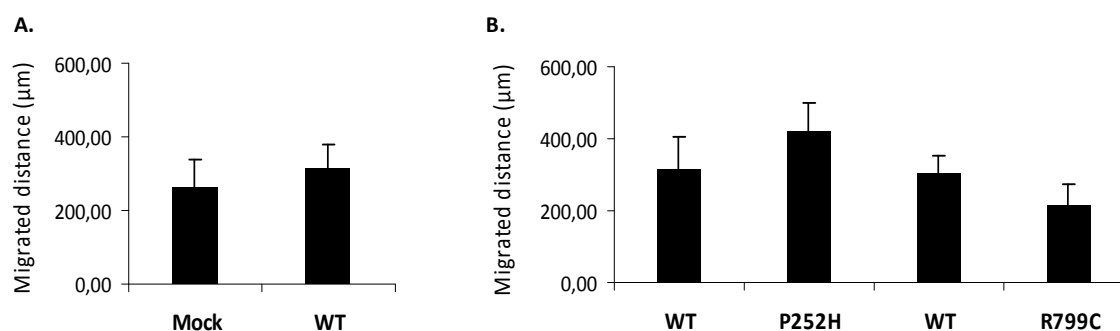 A.
Migrated distance (µm)
600,00
400,00
200,00
0,00
Mock WT
B.
Migrated distance (µm)
600,00
400,00
200,00
0,00
WT P252H WT R799C